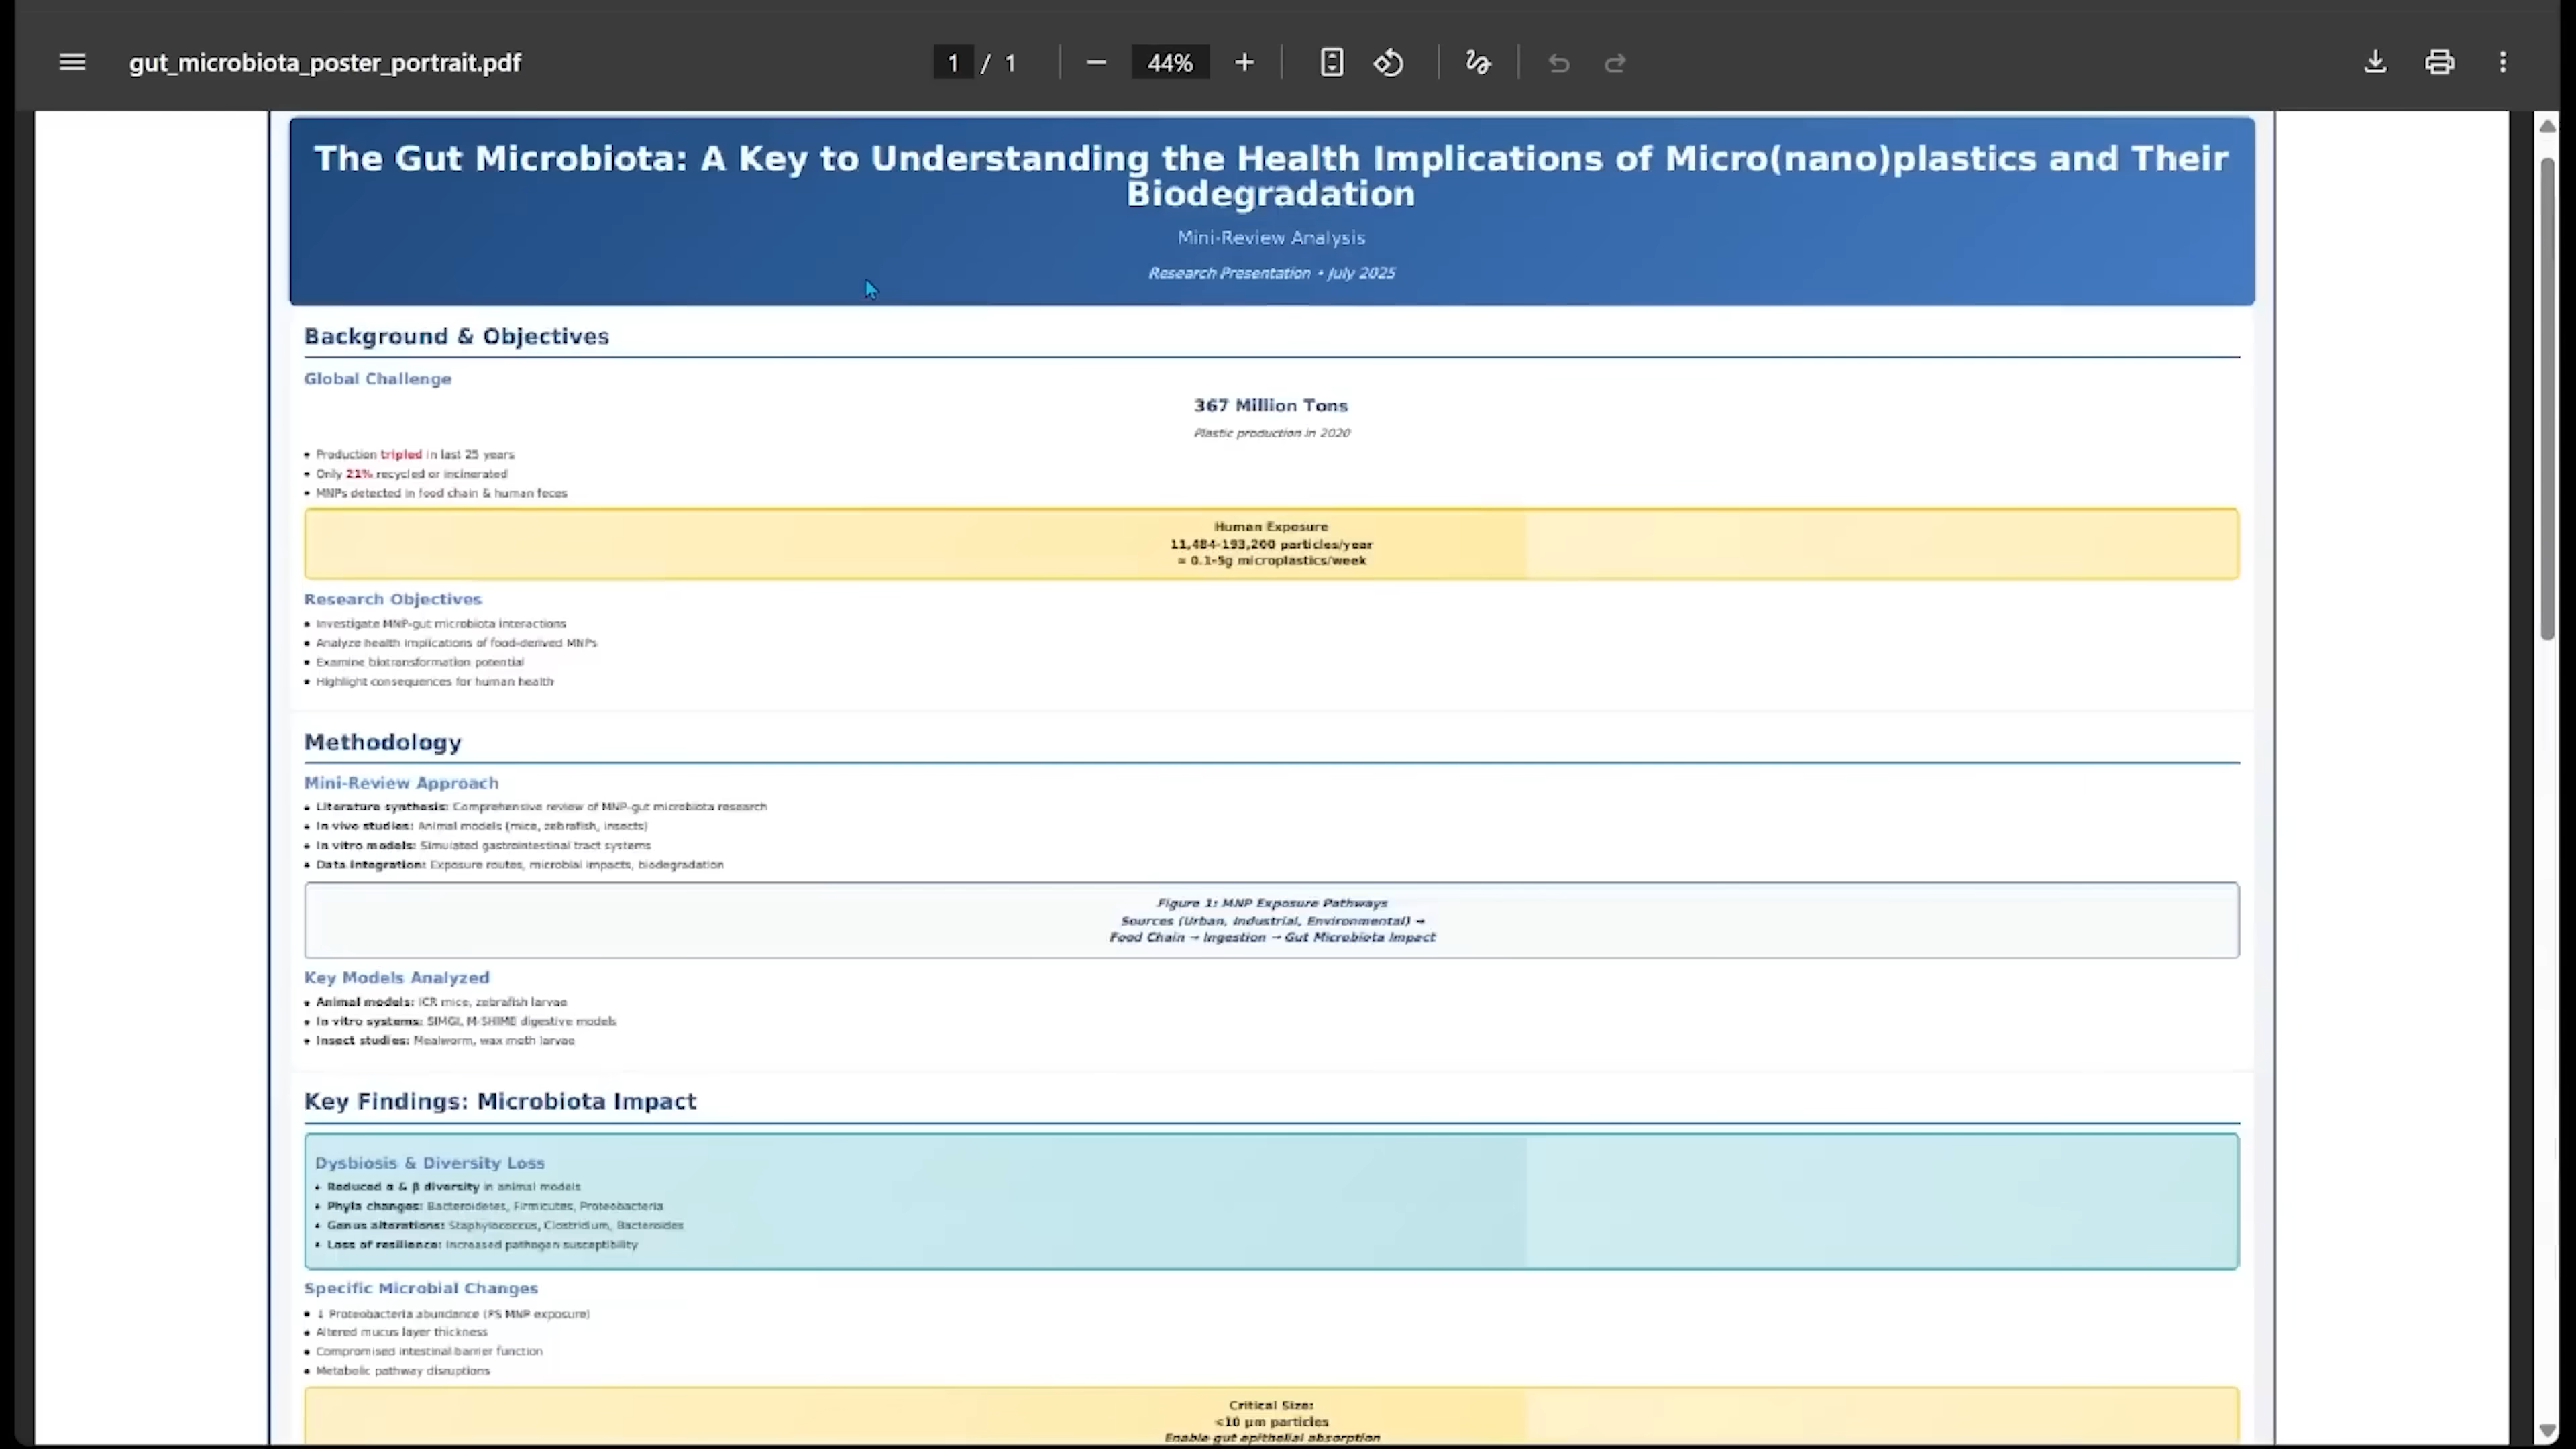 gut_microbiota_poster_portrait.pdf
1 / 1
44%
The Gut Microbiota: A Key to Understanding the Health Implications of Micro(nano)plastics and Their
Biodegradation
Mini-Review Analysis
Research Presentation • July 2025
Background & Objectives
Global Challenge
367 Million Tons
Plastic production in 2020
• Production tripled in last 25 years
• Only 21% recycled or incinerated
• MNPs detected in food chain & human feces
Human Exposure
11,484-193,200 particles/year
≈ 0.1-5g microplastics/week
Research Objectives
• Investigate MNP-gut microbiota interactions
• Analyze health implications of food-derived MNPs
• Examine biotransformation potential
• Highlight consequences for human health
Methodology
Mini-Review Approach
• Literature synthesis: Comprehensive review of MNP-gut microbiota research
• In vivo studies: Animal models (mice, zebrafish, insects)
• In vitro models: Simulated gastrointestinal tract systems
• Data integration: Exposure routes, microbial impacts, biodegradation
Figure 1: MNP Exposure Pathways
Sources (Urban, Industrial, Environmental) →
Food Chain → Ingestion → Gut Microbiota Impact
Key Models Analyzed
• Animal models: ICR mice, zebrafish larvae
• In vitro systems: SIMGI, M-SHIME digestive models
• Insect studies: Mealworm, wax moth larvae
Key Findings: Microbiota Impact
Dysbiosis & Diversity Loss
• Reduced α & β diversity in animal models
• Phyla changes: Bacteroidetes, Firmicutes, Proteobacteria
• Genus alterations: Staphylococcus, Clostridium, Bacteroides
• Loss of resilience: Increased pathogen susceptibility
Specific Microbial Changes
• ↓ Proteobacteria abundance (PS MNP exposure)
• Altered mucus layer thickness
• Compromised intestinal barrier function
• Metabolic pathway disruptions
Critical Size:
<10 μm particles
Enable gut epithelial absorption